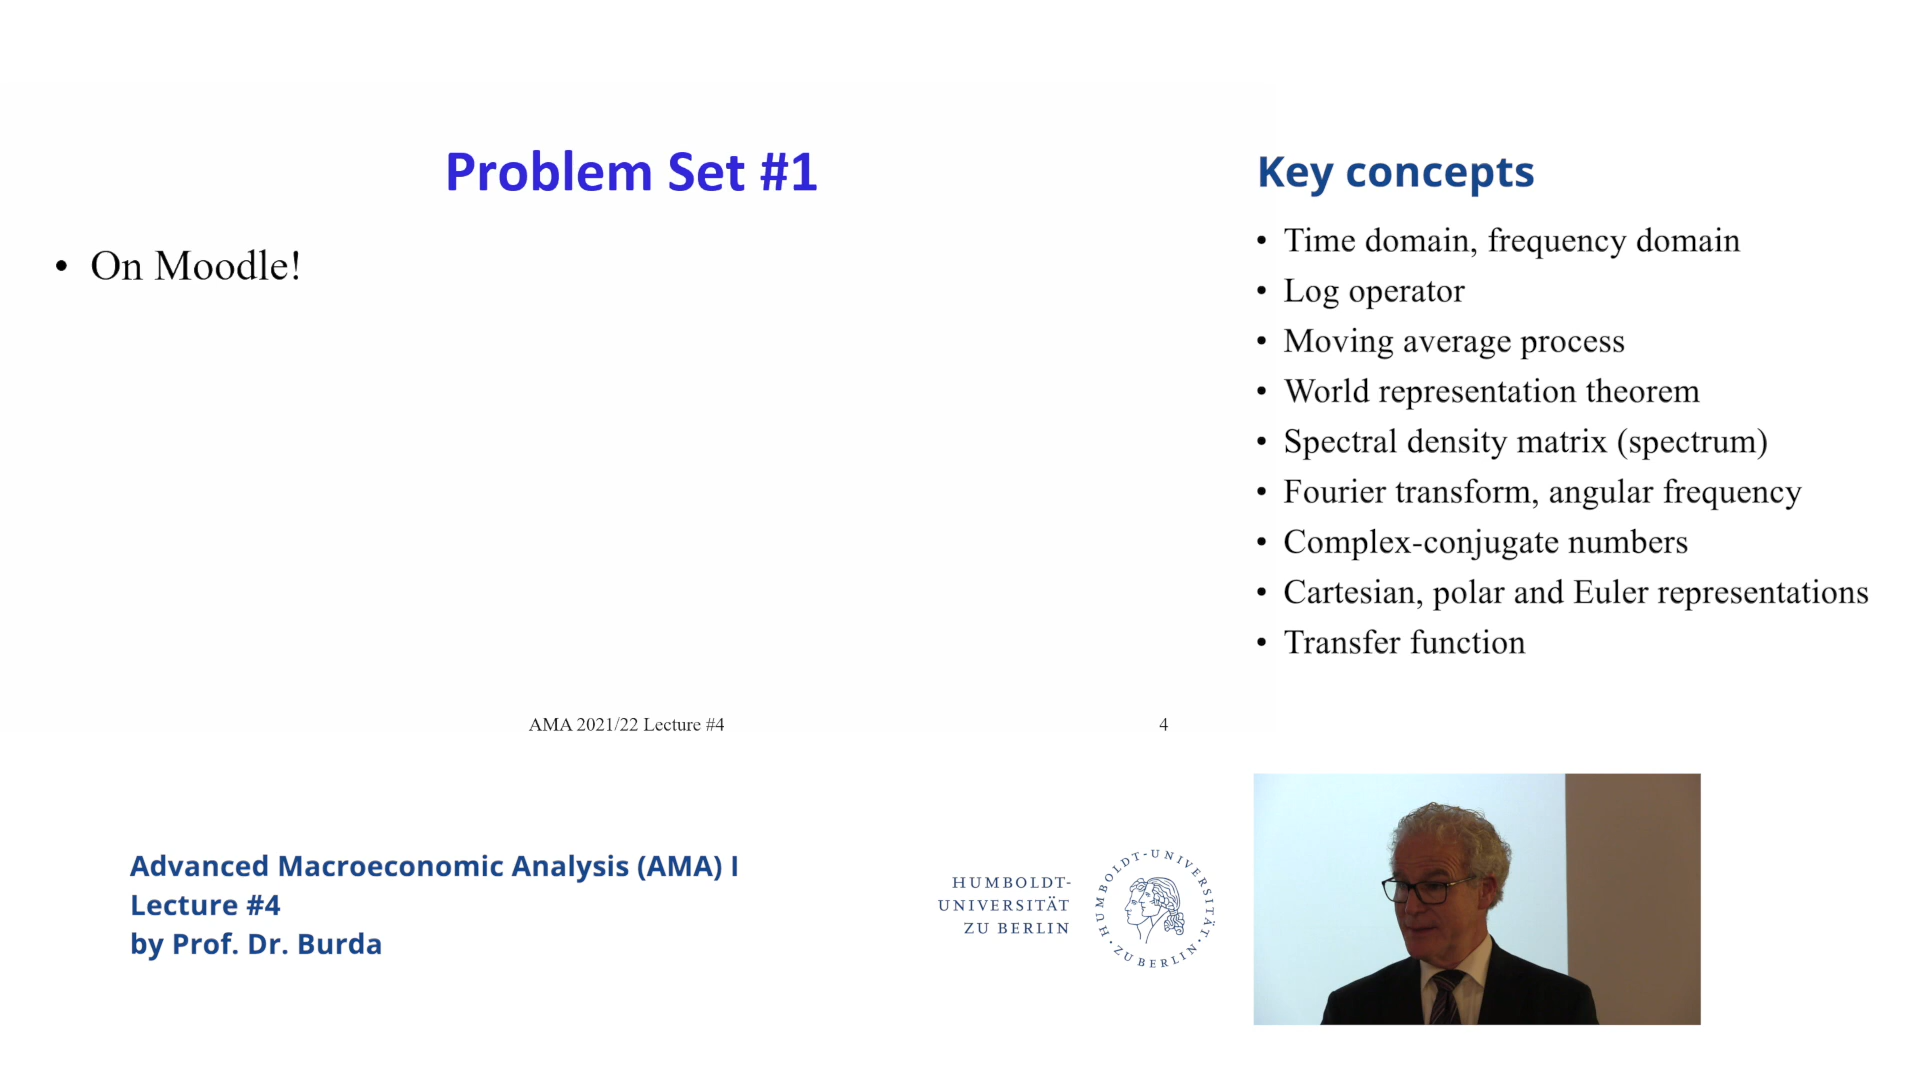 Problem Set #1
• On Moodle!
AMA 2021/22 Lecture #4
4
Key concepts
• Time domain, frequency domain
• Log operator
• Moving average process
• World representation theorem
• Spectral density matrix (spectrum)
• Fourier transform, angular frequency
• Complex-conjugate numbers
• Cartesian, polar and Euler representations
• Transfer function
Advanced Macroeconomic Analysis (AMA) I
Lecture #4
by Prof. Dr. Burda
HUMBOLDT-
UNIVERSITÄT
ZU BERLIN
HUMBOLDT-UNIVERSITÄT · ZU BERLIN ·